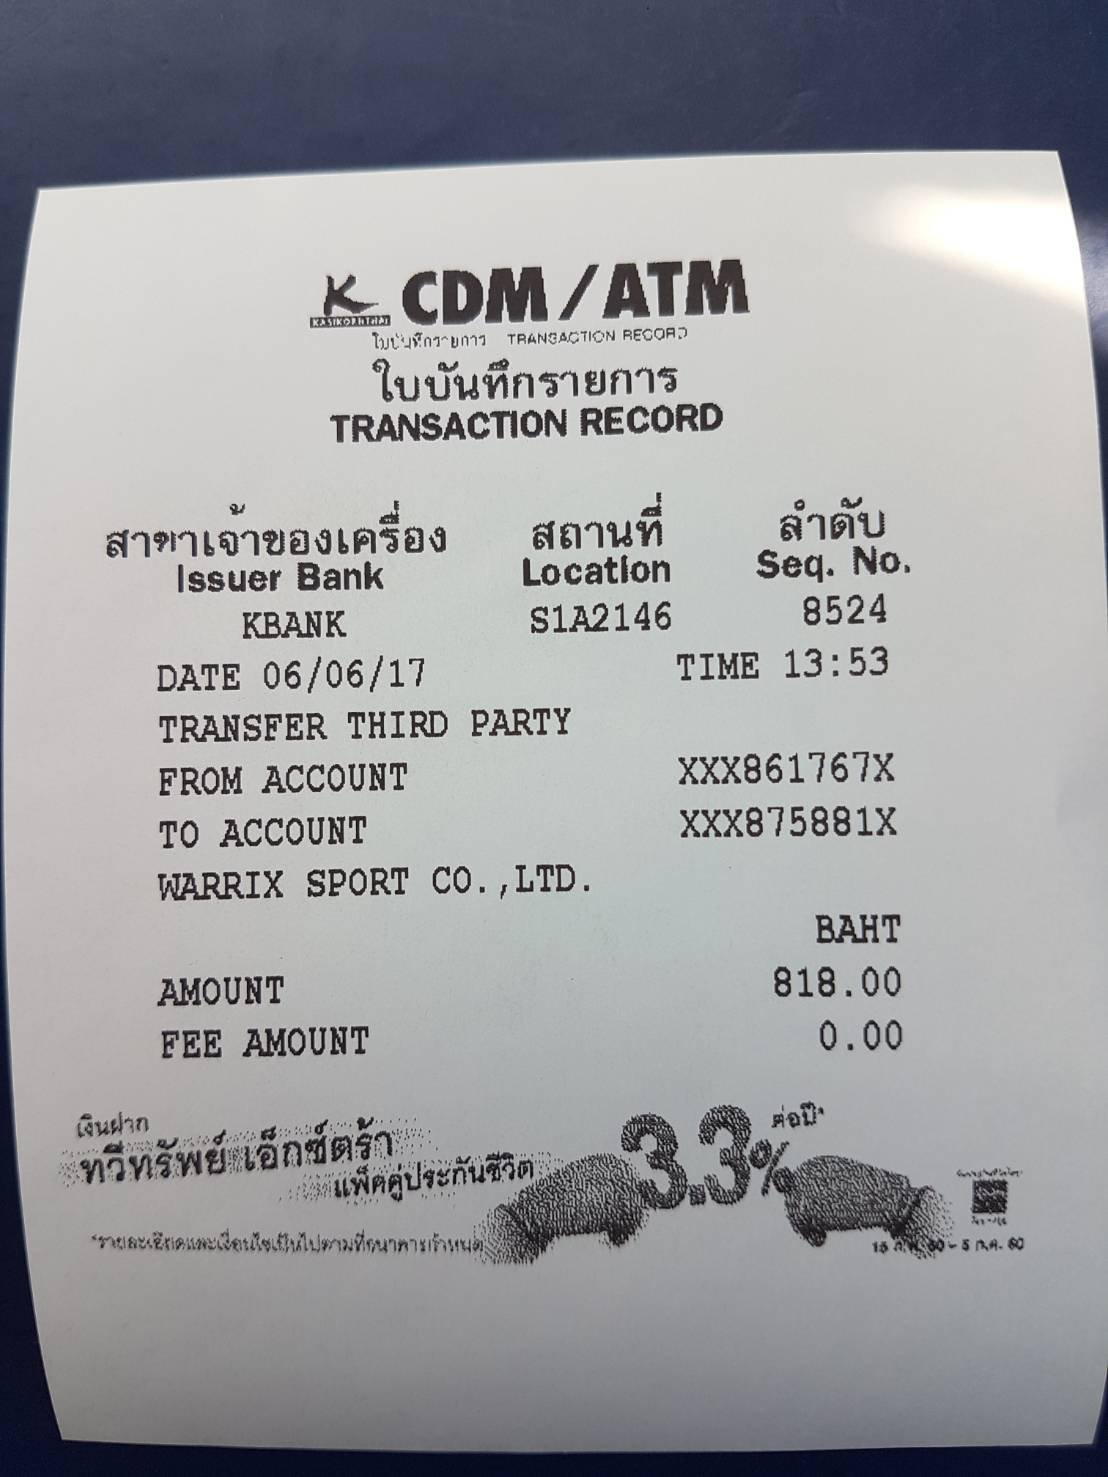 K CDM/ATM
KASIKORNTHAI
ใบบันทึกรายการ TRANSACTION RECORD
ใบบันทึกรายการ
TRANSACTION RECORD
สาขาเจ้าของเครื่อง สถานที่ ลำดับ
Issuer Bank Location Seq. No.
KBANK S1A2146 8524
DATE 06/06/17 TIME 13:53
TRANSFER THIRD PARTY
FROM ACCOUNT XXX861767X
TO ACCOUNT XXX875881X
WARRIX SPORT CO.,LTD.
BAHT
AMOUNT 818.00
FEE AMOUNT 0.00
เงินฝาก
ทวีทรัพย์ เอ็กซ์ตร้า 3.3% ต่อปี*
แพ็คคู่ประกันชีวิต
*รายละเอียดและเงื่อนไขเป็นไปตามที่ธนาคารกำหนด
60 - 5 ก.ค. 60